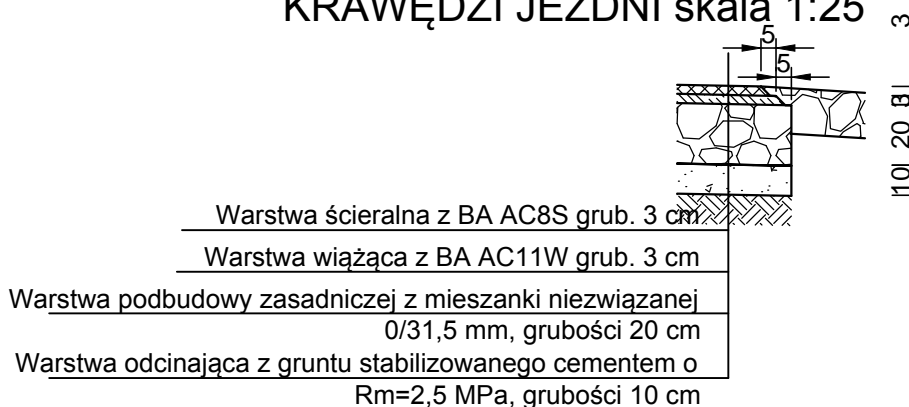 KRAWĘDZI JEZDNI skala 1:25
5
5
3
3
20
10
Warstwa ścieralna z BA AC8S grub. 3 cm
Warstwa wiążąca z BA AC11W grub. 3 cm
Warstwa podbudowy zasadniczej z mieszanki niezwiązanej
0/31,5 mm, grubości 20 cm
Warstwa odcinająca z gruntu stabilizowanego cementem o
Rm=2,5 MPa, grubości 10 cm